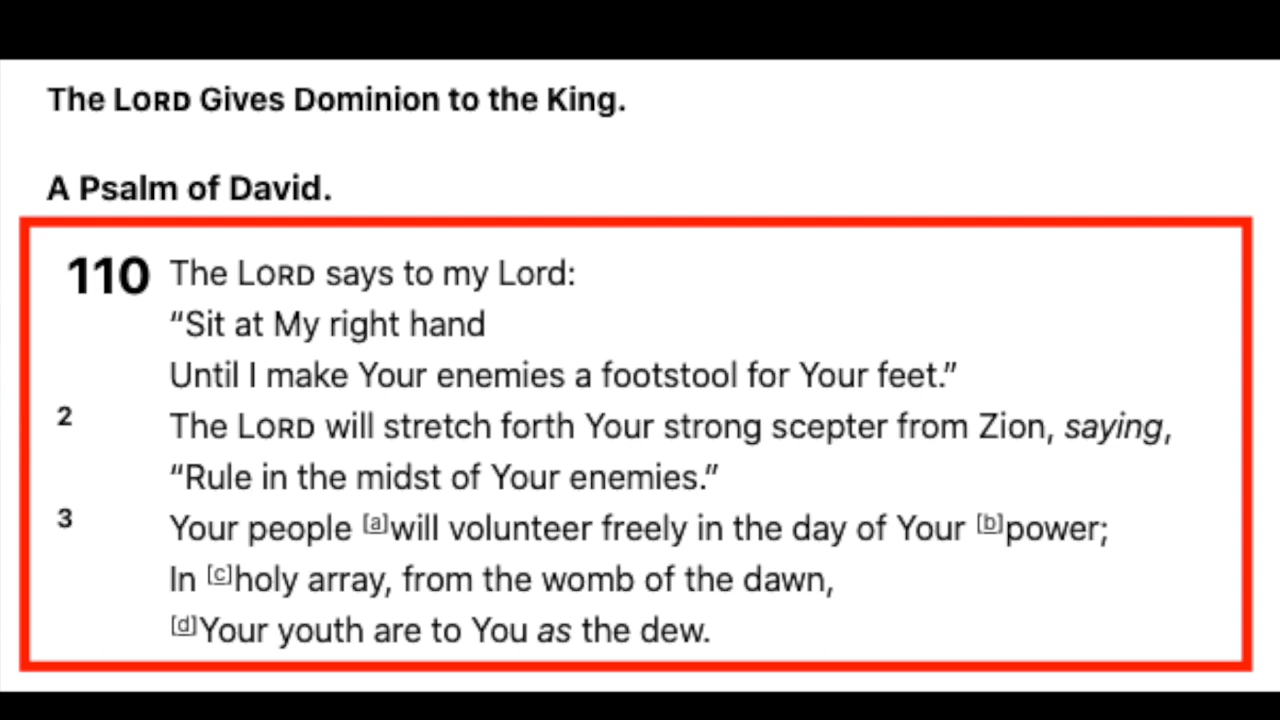 The LORD Gives Dominion to the King.
A Psalm of David.
110 The LORD says to my Lord:
“Sit at My right hand
Until I make Your enemies a footstool for Your feet.”
2 The LORD will stretch forth Your strong scepter from Zion, saying,
“Rule in the midst of Your enemies.”
3 Your people [a]will volunteer freely in the day of Your [b]power;
In [c]holy array, from the womb of the dawn,
[d]Your youth are to You as the dew.